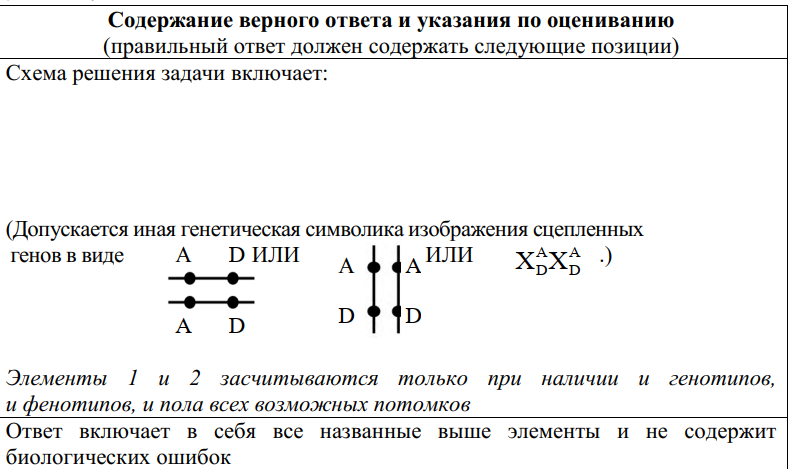 Содержание верного ответа и указания по оцениванию
(правильный ответ должен содержать следующие позиции)
Схема решения задачи включает:
(Допускается иная генетическая символика изображения сцепленных
генов в виде A D ИЛИ A A ИЛИ X^A_D X^A_D .)
A D D D
Элементы 1 и 2 засчитываются только при наличии и генотипов,
и фенотипов, и пола всех возможных потомков
Ответ включает в себя все названные выше элементы и не содержит
биологических ошибок